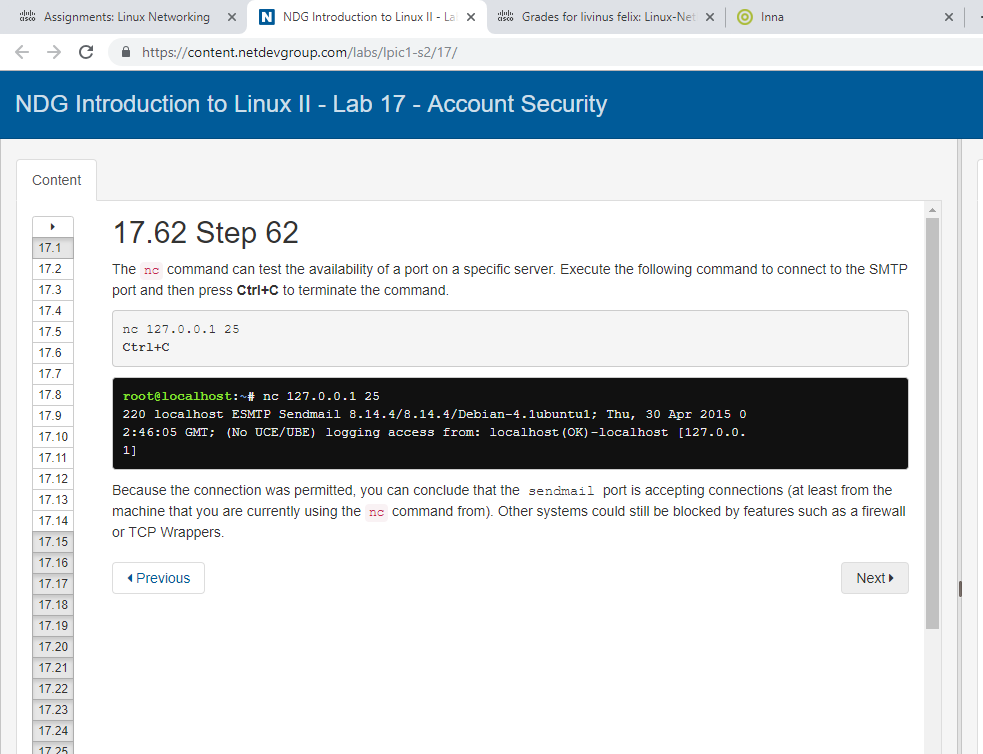 Assignments: Linux Networking
NDG Introduction to Linux II - La
Grades for livinus felix: Linux-Net
Inna
https://content.netdevgroup.com/labs/lpic1-s2/17/
NDG Introduction to Linux II - Lab 17 - Account Security
Content
17.1
17.2
17.3
17.4
17.5
17.6
17.7
17.8
17.9
17.10
17.11
17.12
17.13
17.14
17.15
17.16
17.17
17.18
17.19
17.20
17.21
17.22
17.23
17.24
17.25
17.62 Step 62
The nc command can test the availability of a port on a specific server. Execute the following command to connect to the SMTP
port and then press Ctrl+C to terminate the command.
nc 127.0.0.1 25
Ctrl+C
root@localhost:~# nc 127.0.0.1 25
220 localhost ESMTP Sendmail 8.14.4/8.14.4/Debian-4.1ubuntu1; Thu, 30 Apr 2015 0
2:46:05 GMT; (No UCE/UBE) logging access from: localhost(OK)-localhost [127.0.0.
1]
Because the connection was permitted, you can conclude that the sendmail port is accepting connections (at least from the
machine that you are currently using the nc command from). Other systems could still be blocked by features such as a firewall
or TCP Wrappers.
Previous
Next